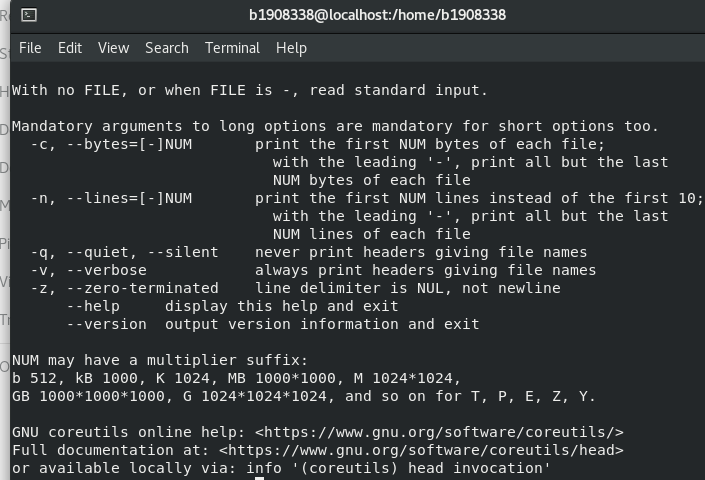 b1908338@localhost:/home/b1908338
File Edit View Search Terminal Help
With no FILE, or when FILE is -, read standard input.
Mandatory arguments to long options are mandatory for short options too.
-c, --bytes=[-]NUM print the first NUM bytes of each file;
with the leading '-', print all but the last
NUM bytes of each file
-n, --lines=[-]NUM print the first NUM lines instead of the first 10;
with the leading '-', print all but the last
NUM lines of each file
-q, --quiet, --silent never print headers giving file names
-v, --verbose always print headers giving file names
-z, --zero-terminated line delimiter is NUL, not newline
--help display this help and exit
--version output version information and exit
NUM may have a multiplier suffix:
b 512, kB 1000, K 1024, MB 1000*1000, M 1024*1024,
GB 1000*1000*1000, G 1024*1024*1024, and so on for T, P, E, Z, Y.
GNU coreutils online help: <https://www.gnu.org/software/coreutils/>
Full documentation at: <https://www.gnu.org/software/coreutils/head>
or available locally via: info '(coreutils) head invocation'